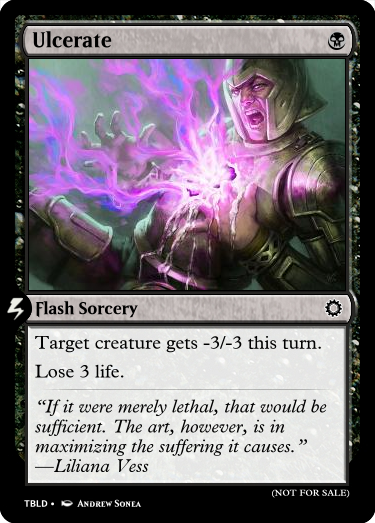 Ulcerate
Flash Sorcery
Target creature gets -3/-3 this turn.
Lose 3 life.
“If it were merely lethal, that would be
sufficient. The art, however, is in
maximizing the suffering it causes.”
—Liliana Vess
(NOT FOR SALE)
TBLD • Andrew Sonea